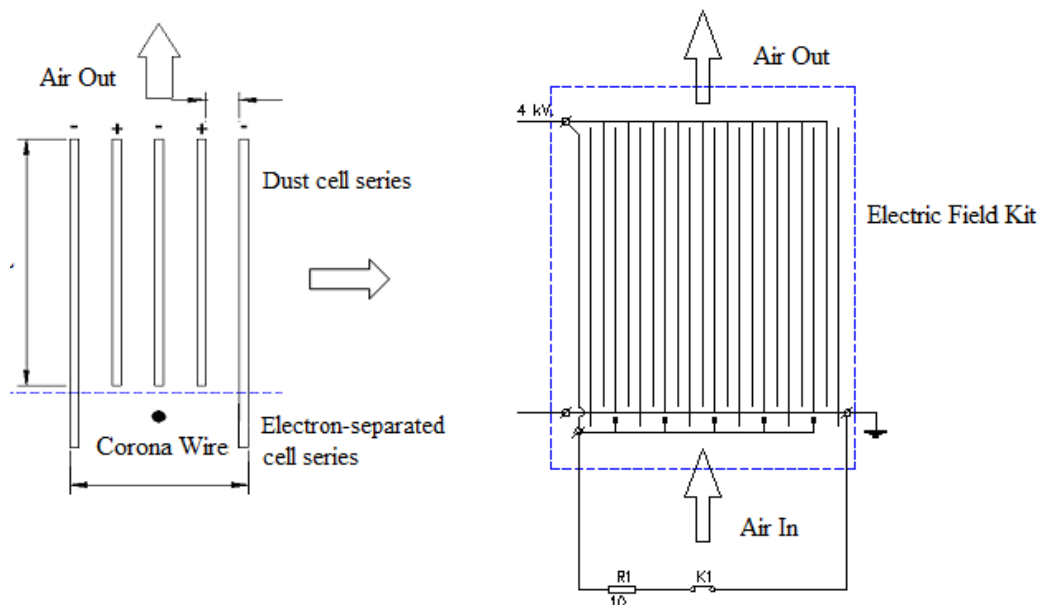 Air Out
- + - + -
Dust cell series
Corona Wire
Electron-separated
cell series
Air Out
4 kV.
Electric Field Kit
Air In
R1
K1
1Ω